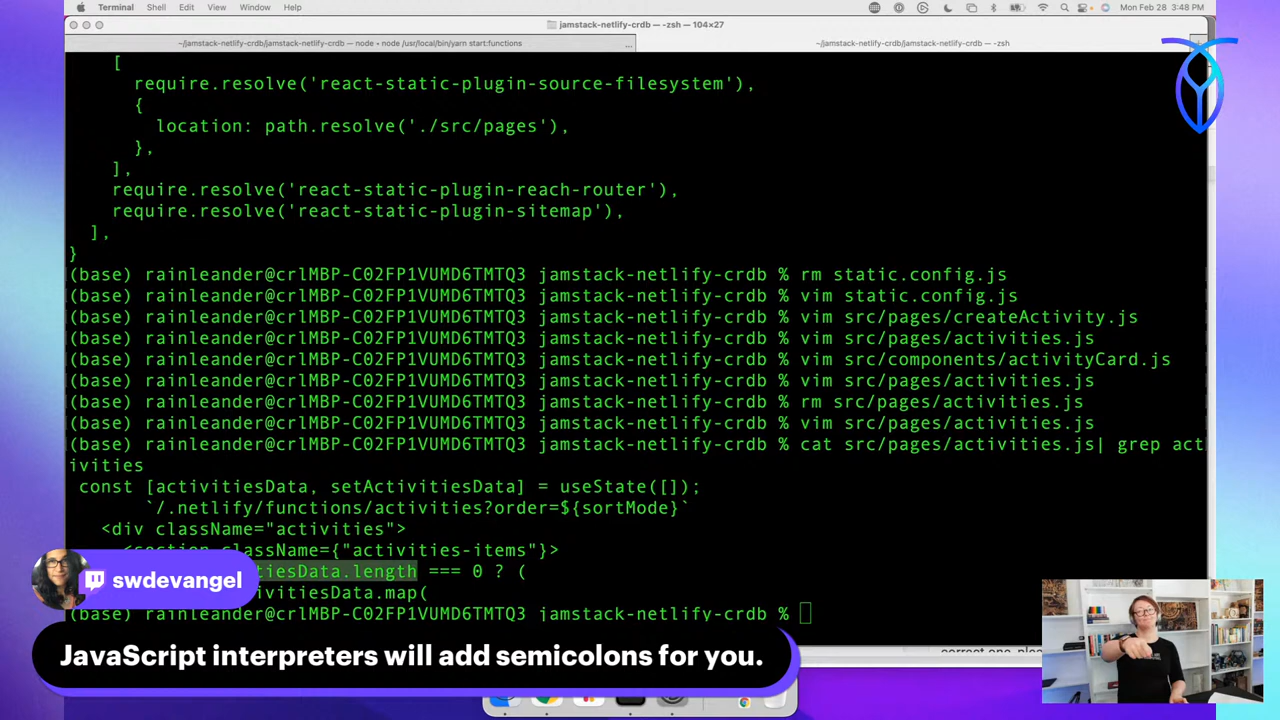 Terminal Shell Edit View Window Help
Mon Feb 28 3:48 PM
jamstack-netlify-crdb — -zsh — 104×27
~/jamstack-netlify-crdb/jamstack-netlify-crdb — node • node /usr/local/bin/yarn start:functions ...
~/jamstack-netlify-crdb/jamstack-netlify-crdb — -zsh
[
require.resolve('react-static-plugin-source-filesystem'),
{
location: path.resolve('./src/pages'),
},
],
require.resolve('react-static-plugin-reach-router'),
require.resolve('react-static-plugin-sitemap'),
],
}
(base) rainleander@crlMBP-C02FP1VUMD6TMTQ3 jamstack-netlify-crdb % rm static.config.js
(base) rainleander@crlMBP-C02FP1VUMD6TMTQ3 jamstack-netlify-crdb % vim static.config.js
(base) rainleander@crlMBP-C02FP1VUMD6TMTQ3 jamstack-netlify-crdb % vim src/pages/createActivity.js
(base) rainleander@crlMBP-C02FP1VUMD6TMTQ3 jamstack-netlify-crdb % vim src/pages/activities.js
(base) rainleander@crlMBP-C02FP1VUMD6TMTQ3 jamstack-netlify-crdb % vim src/components/activityCard.js
(base) rainleander@crlMBP-C02FP1VUMD6TMTQ3 jamstack-netlify-crdb % vim src/pages/activities.js
(base) rainleander@crlMBP-C02FP1VUMD6TMTQ3 jamstack-netlify-crdb % rm src/pages/activities.js
(base) rainleander@crlMBP-C02FP1VUMD6TMTQ3 jamstack-netlify-crdb % vim src/pages/activities.js
(base) rainleander@crlMBP-C02FP1VUMD6TMTQ3 jamstack-netlify-crdb % cat src/pages/activities.js| grep act
ivities
const [activitiesData, setActivitiesData] = useState([]);
`/.netlify/functions/activities?order=${sortMode}`
<div className="activities">
<section className={"activities-items"}>
tiesData.length === 0 ? (
ivitiesData.map(
(base) rainleander@crlMBP-C02FP1VUMD6TMTQ3 jamstack-netlify-crdb %
swdevangel
JavaScript interpreters will add semicolons for you.